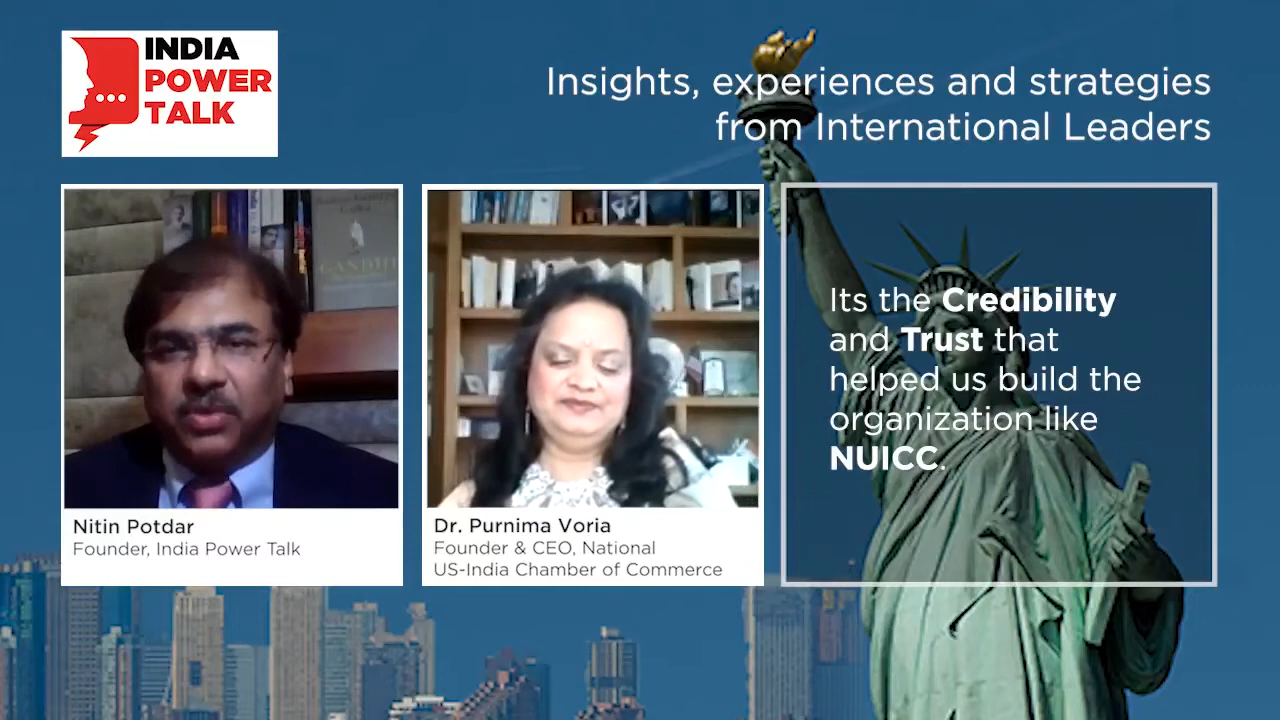 INDIA
POWER
TALK
Insights, experiences and strategies
from International Leaders
GANDHI
Its the Credibility
and Trust that
helped us build the
organization like
NUICC.
Nitin Potdar
Founder, India Power Talk
Dr. Purnima Voria
Founder & CEO, National
US-India Chamber of Commerce